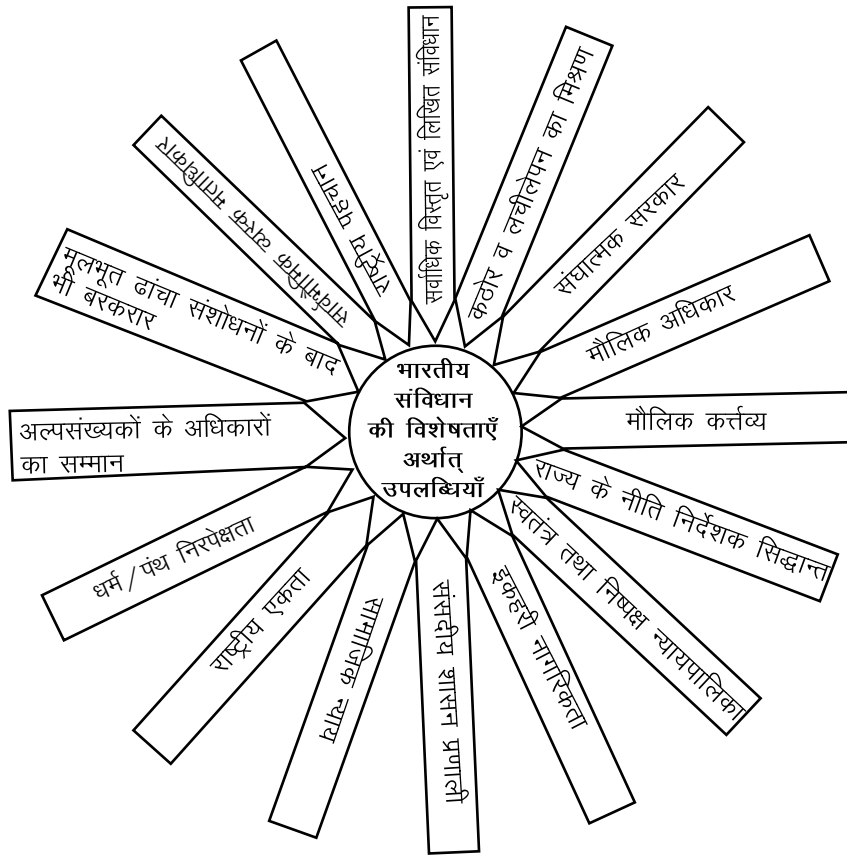 भारतीय
संविधान
की विशेषताएँ
अर्थात्
उपलब्धियाँ
सर्वाधिक विस्तृत एवं लिखित संविधान
कठोर व लचीलेपन का मिश्रण
संघात्मक सरकार
मौलिक अधिकार
मौलिक कर्त्तव्य
राज्य के नीति निर्देशक सिद्धान्त
स्वतंत्र तथा निष्पक्ष न्यायपालिका
इकहरी नागरिकता
संसदीय शासन प्रणाली
सामाजिक न्याय
राष्ट्रीय एकता
धर्म / पंथ निरपेक्षता
अल्पसंख्यकों के अधिकारों
का सम्मान
मूलभूत ढांचा संशोधनों के बाद
भी बरकरार
सार्वभौमिक व्यस्क मताधिकार
राष्ट्रीय पहचान